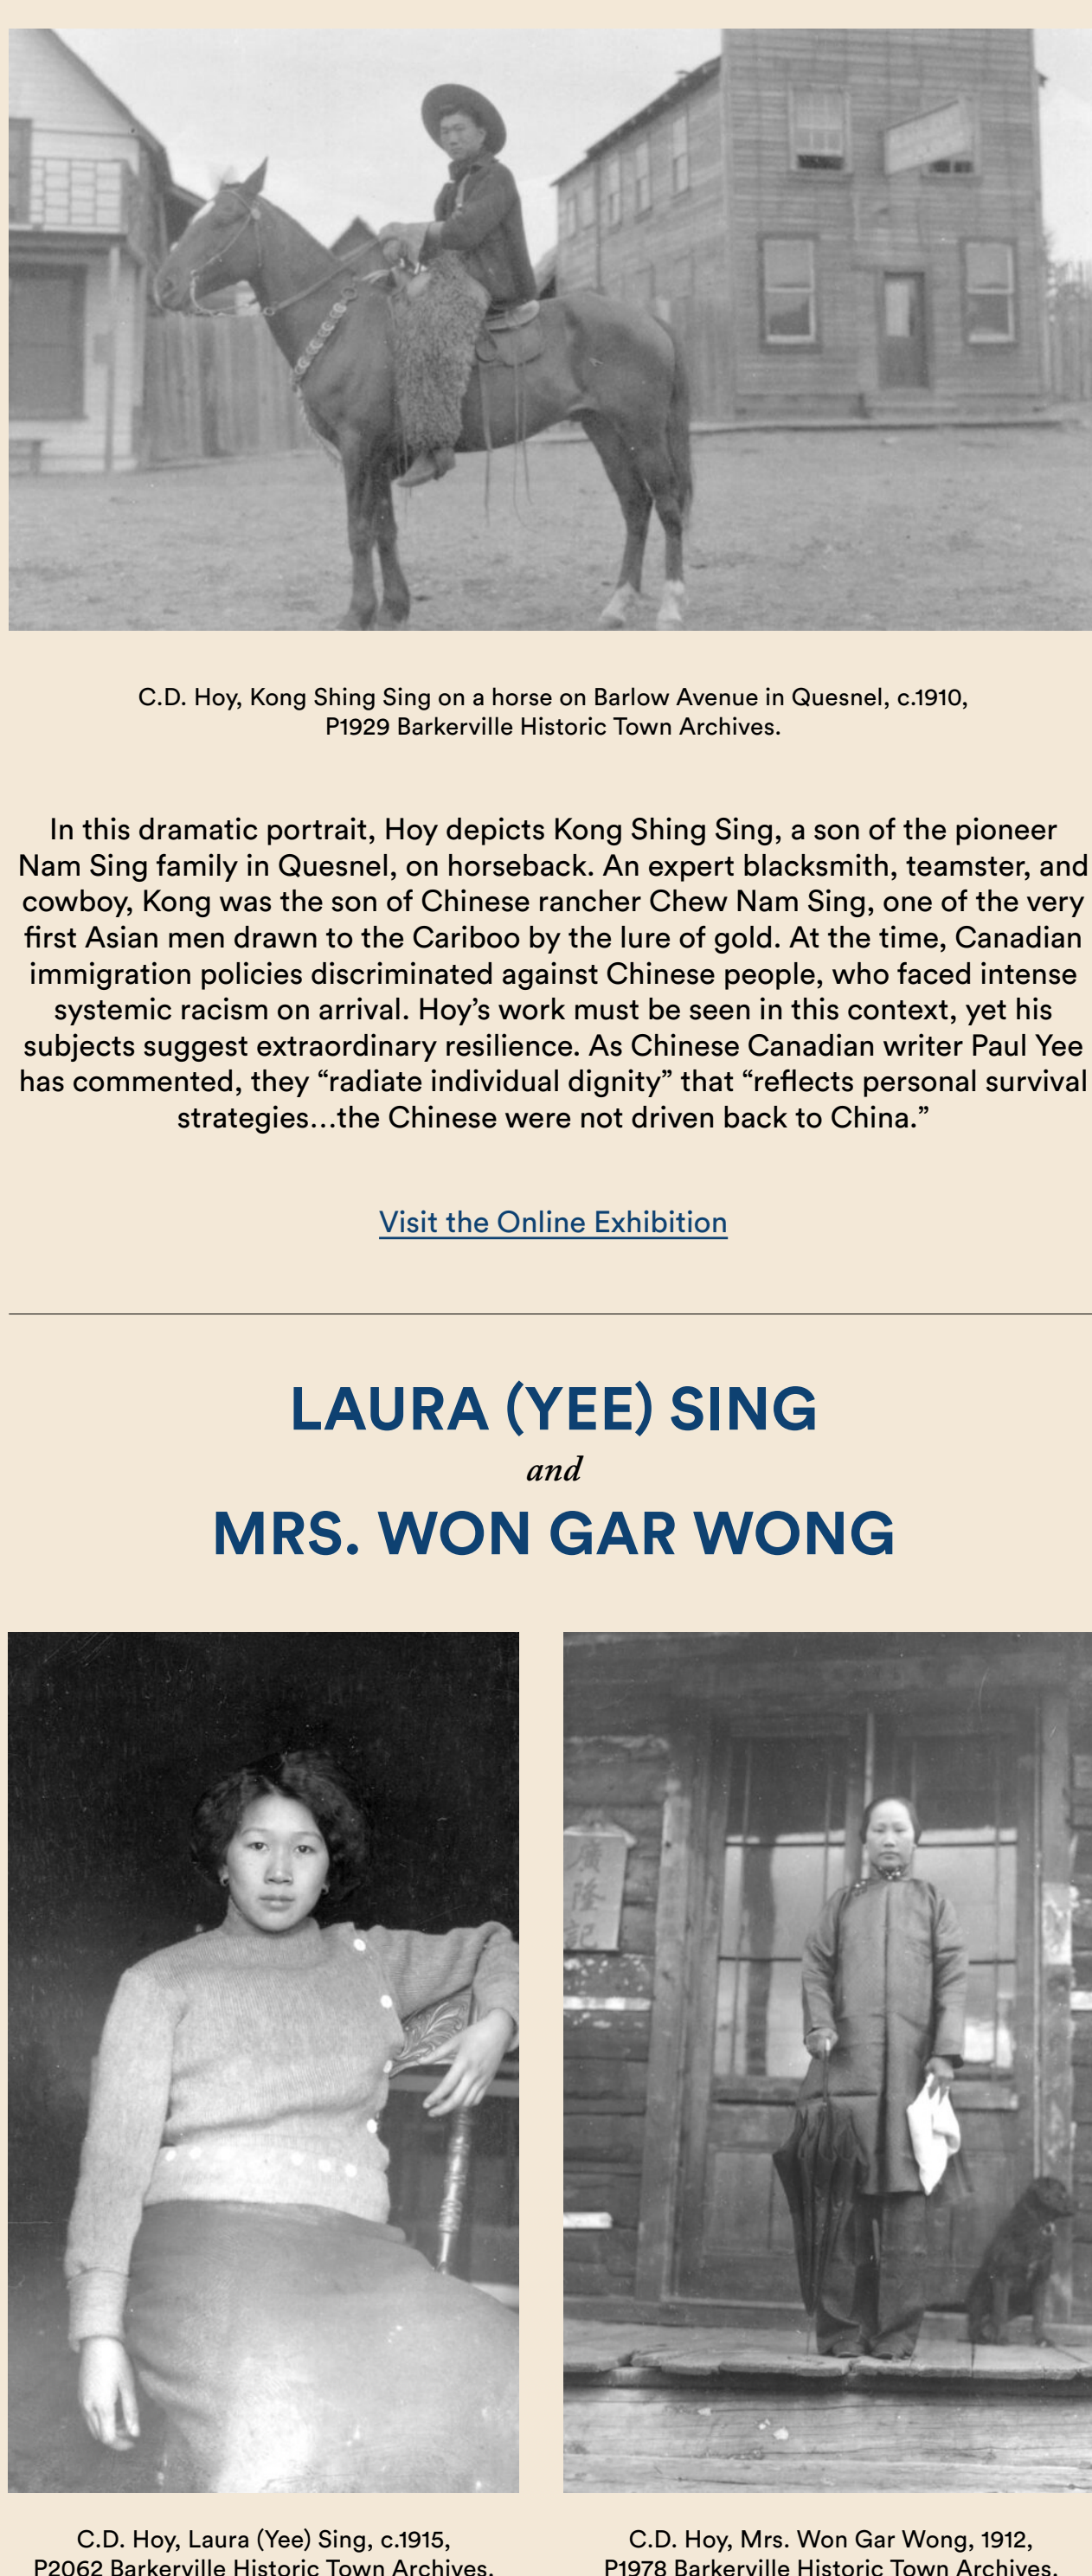 C.D. Hoy, Kong Shing Sing on a horse on Barlow Avenue in Quesnel, c.1910,
P1929 Barkerville Historic Town Archives.
In this dramatic portrait, Hoy depicts Kong Shing Sing, a son of the pioneer
Nam Sing family in Quesnel, on horseback. An expert blacksmith, teamster, and
cowboy, Kong was the son of Chinese rancher Chew Nam Sing, one of the very
first Asian men drawn to the Cariboo by the lure of gold. At the time, Canadian
immigration policies discriminated against Chinese people, who faced intense
systemic racism on arrival. Hoy’s work must be seen in this context, yet his
subjects suggest extraordinary resilience. As Chinese Canadian writer Paul Yee
has commented, they “radiate individual dignity” that “reflects personal survival
strategies…the Chinese were not driven back to China.”
Visit the Online Exhibition
LAURA (YEE) SING
and
MRS. WON GAR WONG
C.D. Hoy, Laura (Yee) Sing, c.1915,
P2062 Barkerville Historic Town Archives.
C.D. Hoy, Mrs. Won Gar Wong, 1912,
P1978 Barkerville Historic Town Archives.